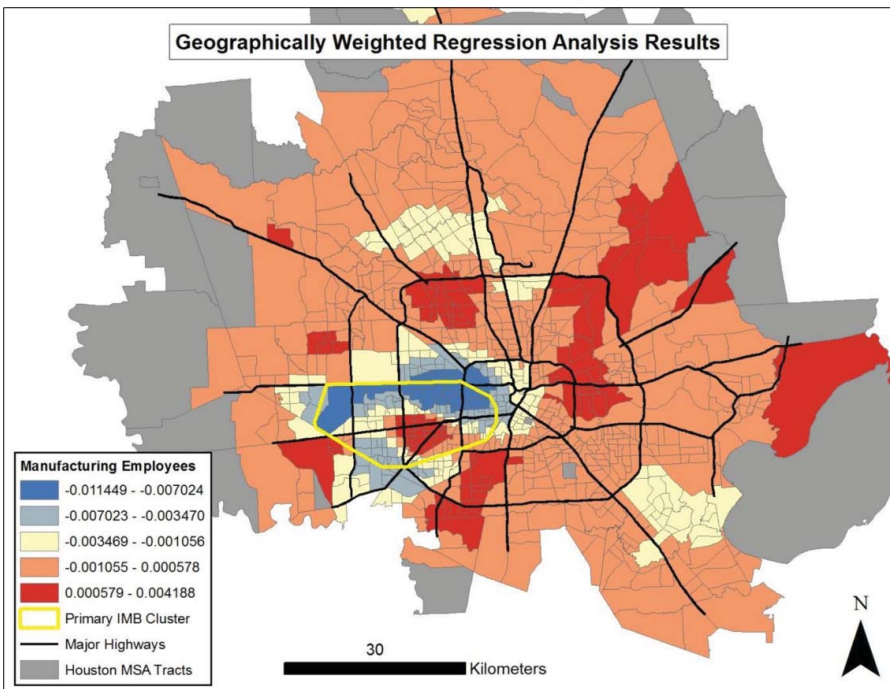 Geographically Weighted Regression Analysis Results
Manufacturing Employees
-0.011449 - -0.007024
-0.007023 - -0.003470
-0.003469 - -0.001056
-0.001055 - 0.000578
0.000579 - 0.004188
Primary IMB Cluster
Major Highways
Houston MSA Tracts
30
Kilometers
N